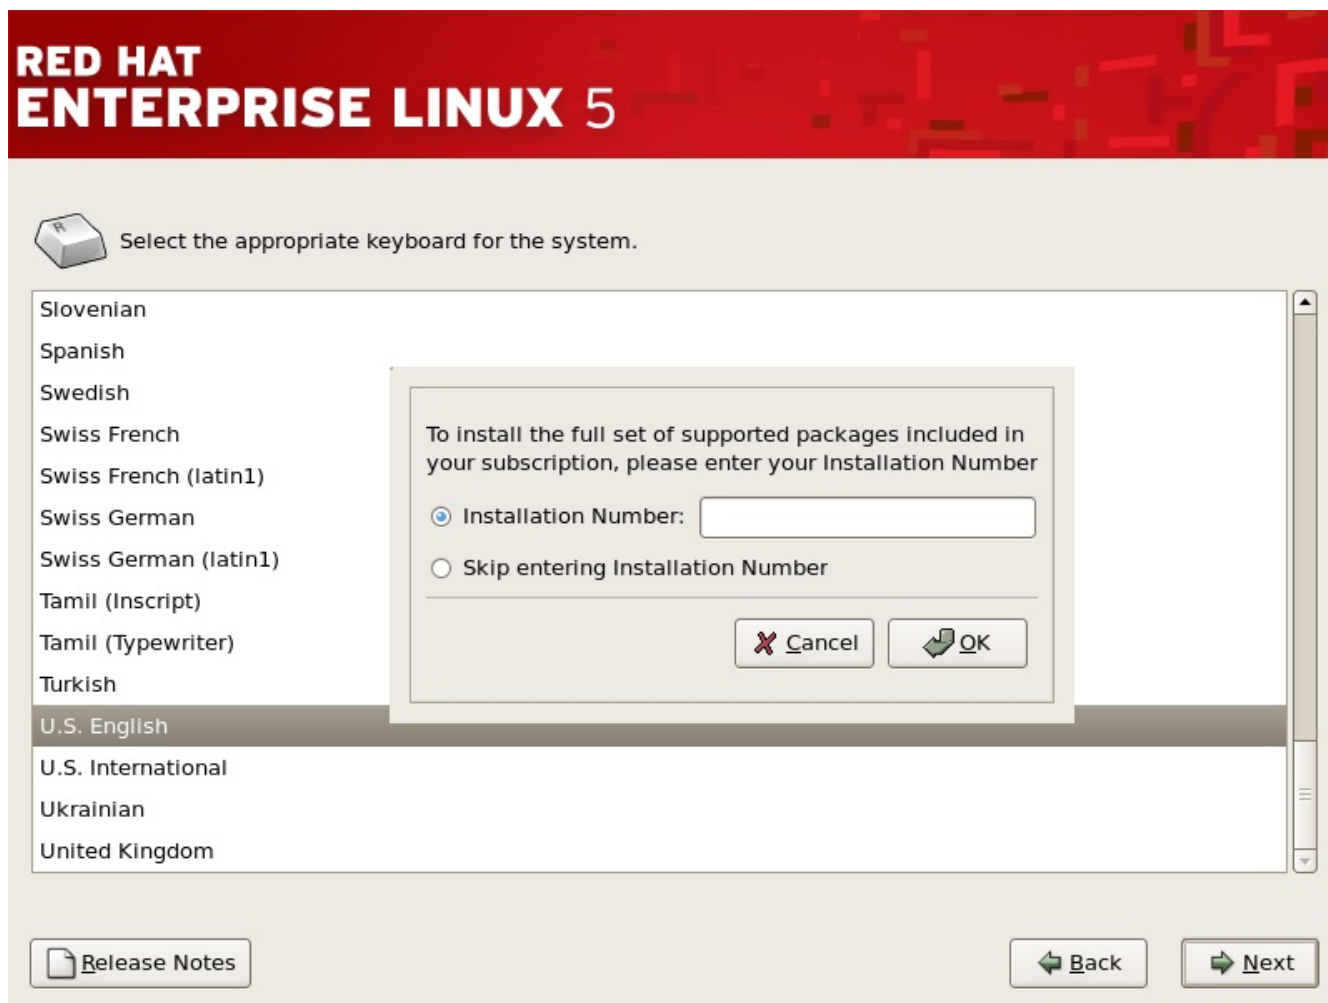 RED HAT
ENTERPRISE LINUX 5
R
Select the appropriate keyboard for the system.
Slovenian
Spanish
Swedish
Swiss French
Swiss French (latin1)
Swiss German
Swiss German (latin1)
Tamil (Inscript)
Tamil (Typewriter)
Turkish
U.S. English
U.S. International
Ukrainian
United Kingdom
To install the full set of supported packages included in
your subscription, please enter your Installation Number
Installation Number:
Skip entering Installation Number
Cancel
OK
Release Notes
Back
Next